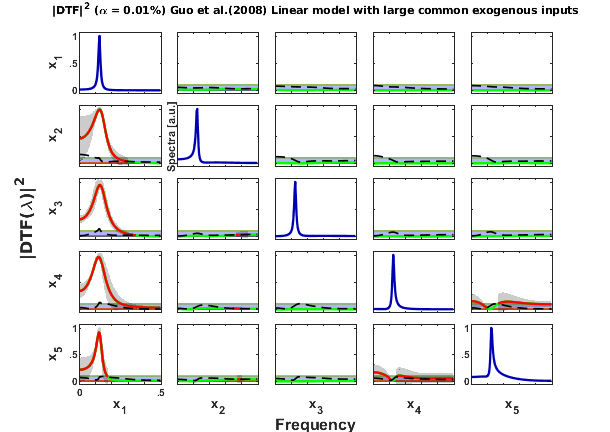 |DTF|² (α = 0.01%) Guo et al.(2008) Linear model with large common exogenous inputs
1
.5
0
x₁
x₂
Spectra [a.u.]
|DTF(λ)|²
x₃
x₄
1
.5
0
x₅
1
.5
0
0 .5
x₁ x₂ x₃ x₄ x₅
Frequency